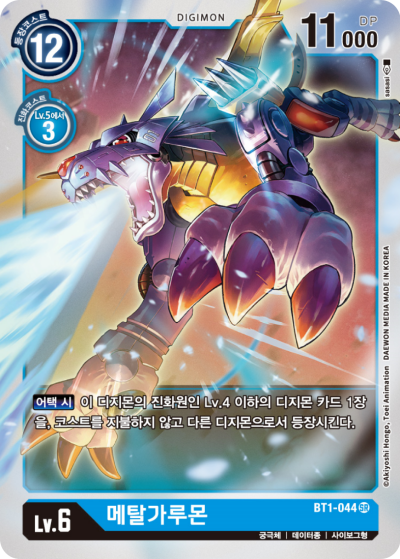 등장코스트
12
DIGIMON
DP
11000
진화코스트
Lv.5에서
3
sasasi
©Akiyoshi Hongo, Toei Animation DAEWON MEDIA MADE IN KOREA
어택 시 이 디지몬의 진화원인 Lv.4 이하의 디지몬 카드 1장
을, 코스트를 지불하지 않고 다른 디지몬으로서 등장시킨다.
BT1-044 SR
Lv.6 메탈가루몬
궁극체 | 데이터종 | 사이보그형